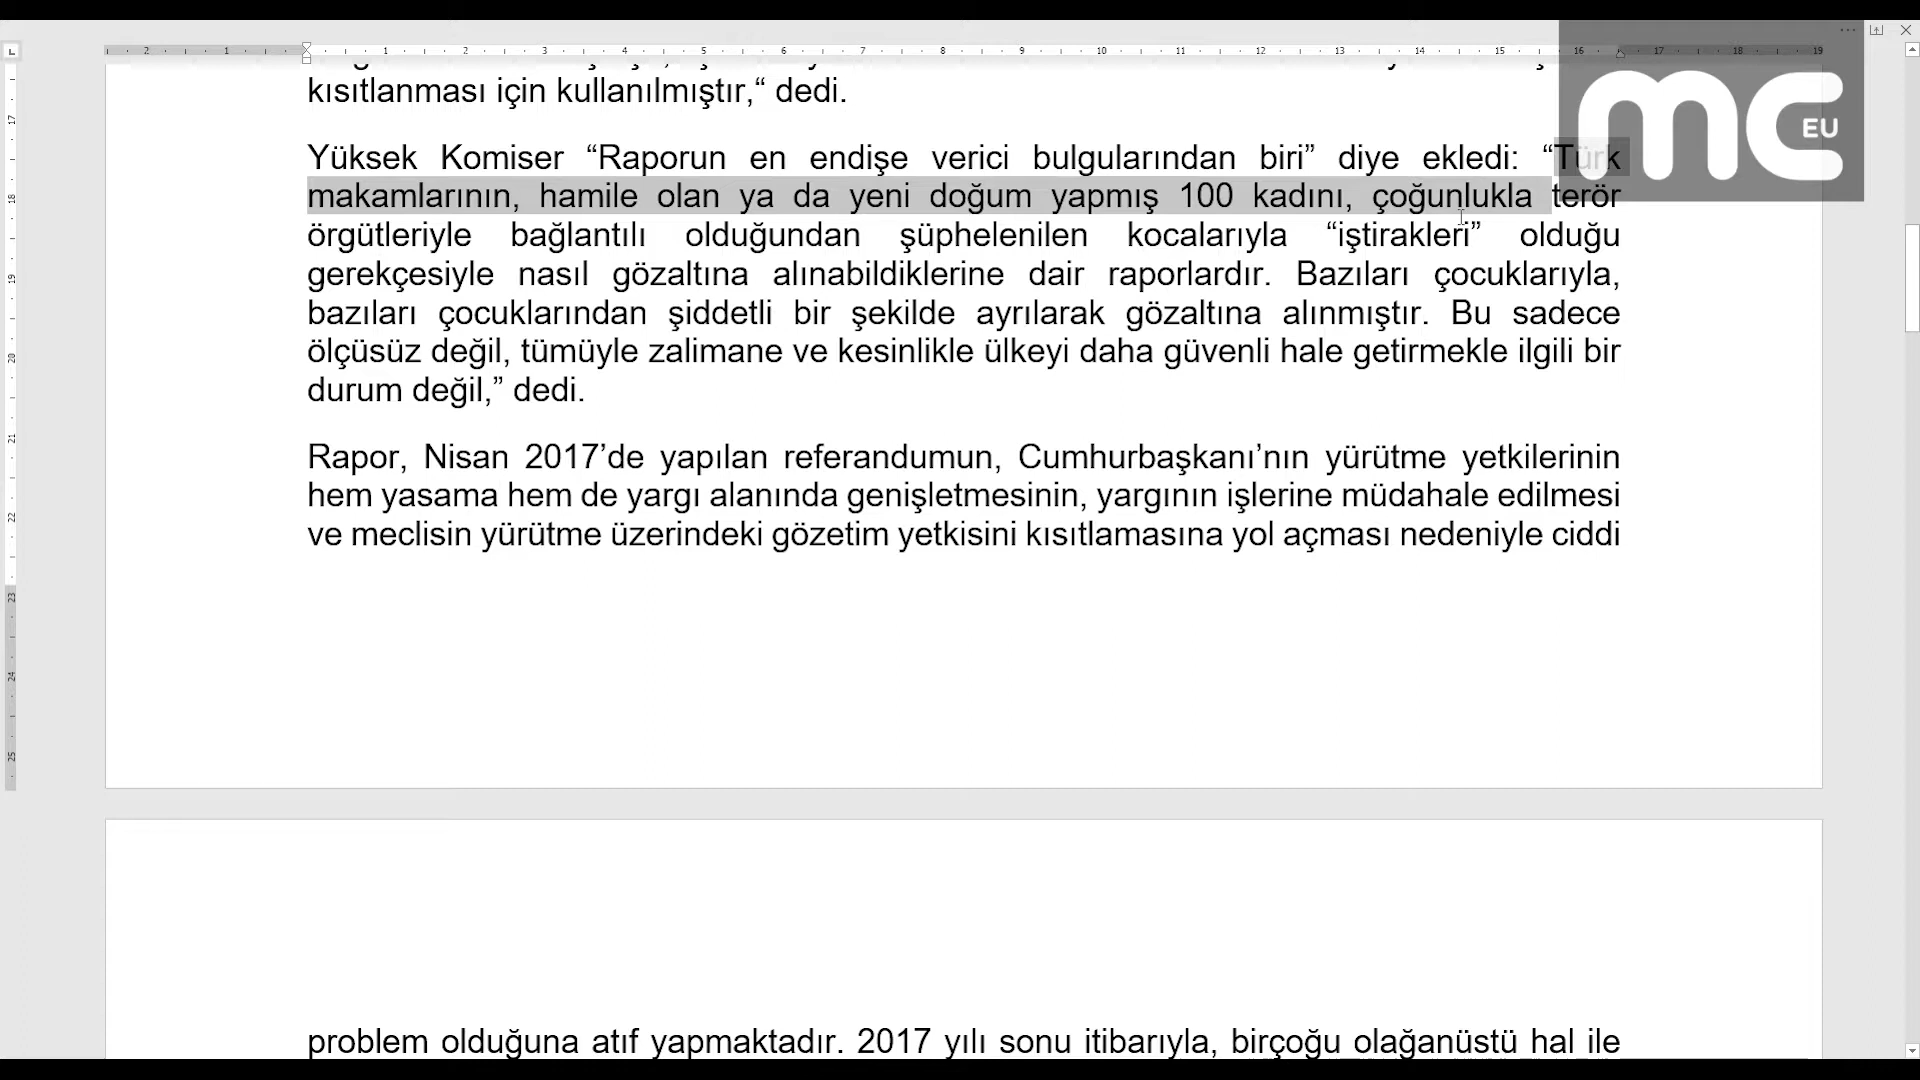 mc EU
kısıtlanması için kullanılmıştır,“ dedi.
Yüksek Komiser “Raporun en endişe verici bulgularından biri” diye ekledi: “Türk
makamlarının, hamile olan ya da yeni doğum yapmış 100 kadını, çoğunlukla terör
örgütleriyle bağlantılı olduğundan şüphelenilen kocalarıyla “iştirakleri” olduğu
gerekçesiyle nasıl gözaltına alınabildiklerine dair raporlardır. Bazıları çocuklarıyla,
bazıları çocuklarından şiddetli bir şekilde ayrılarak gözaltına alınmıştır. Bu sadece
ölçüsüz değil, tümüyle zalimane ve kesinlikle ülkeyi daha güvenli hale getirmekle ilgili bir
durum değil,” dedi.
Rapor, Nisan 2017’de yapılan referandumun, Cumhurbaşkanı’nın yürütme yetkilerinin
hem yasama hem de yargı alanında genişletmesinin, yargının işlerine müdahale edilmesi
ve meclisin yürütme üzerindeki gözetim yetkisini kısıtlamasına yol açması nedeniyle ciddi
problem olduğuna atıf yapmaktadır. 2017 yılı sonu itibarıyla, birçoğu olağanüstü hal ile